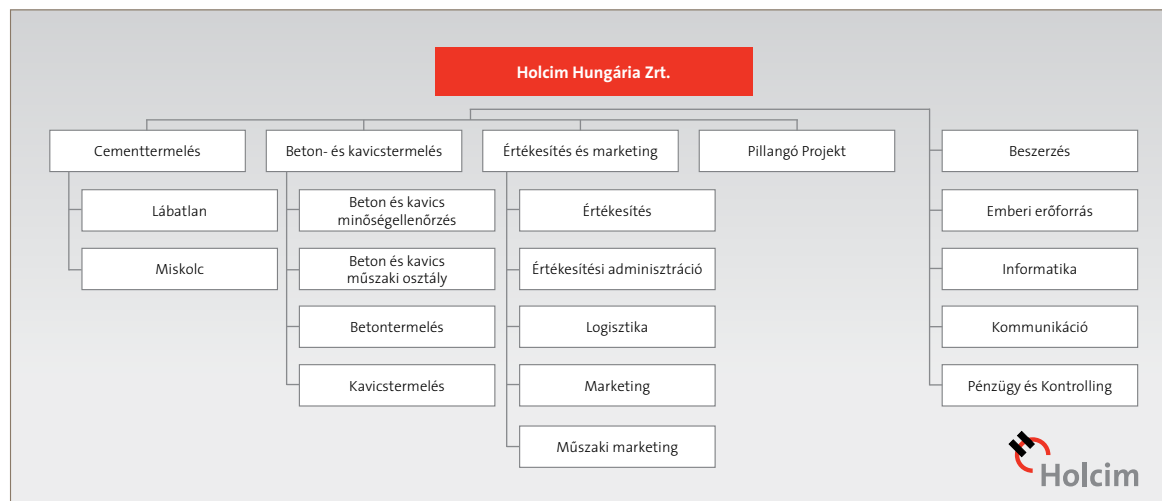 Holcim Hungária Zrt.
Cementtermelés
Beton- és kavicstermelés
Értékesítés és marketing
Pillangó Projekt
Beszerzés
Lábatlan
Beton és kavics
minőségellenőrzés
Értékesítés
Emberi erőforrás
Miskolc
Beton és kavics
műszaki osztály
Értékesítési adminisztráció
Informatika
Betontermelés
Logisztika
Kommunikáció
Kavicstermelés
Marketing
Pénzügy és Kontrolling
Műszaki marketing
Holcim